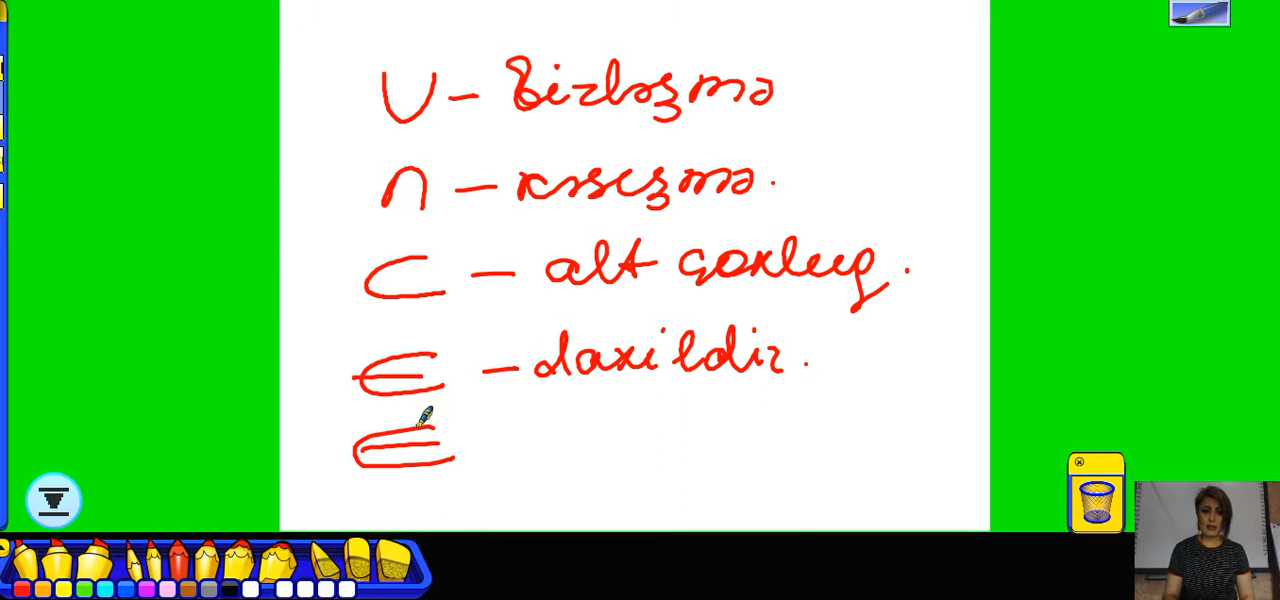 ∪ – Birləşmə
∩ – kəsişmə.
⊂ – alt çoxluq.
∈ – daxildir.
∈